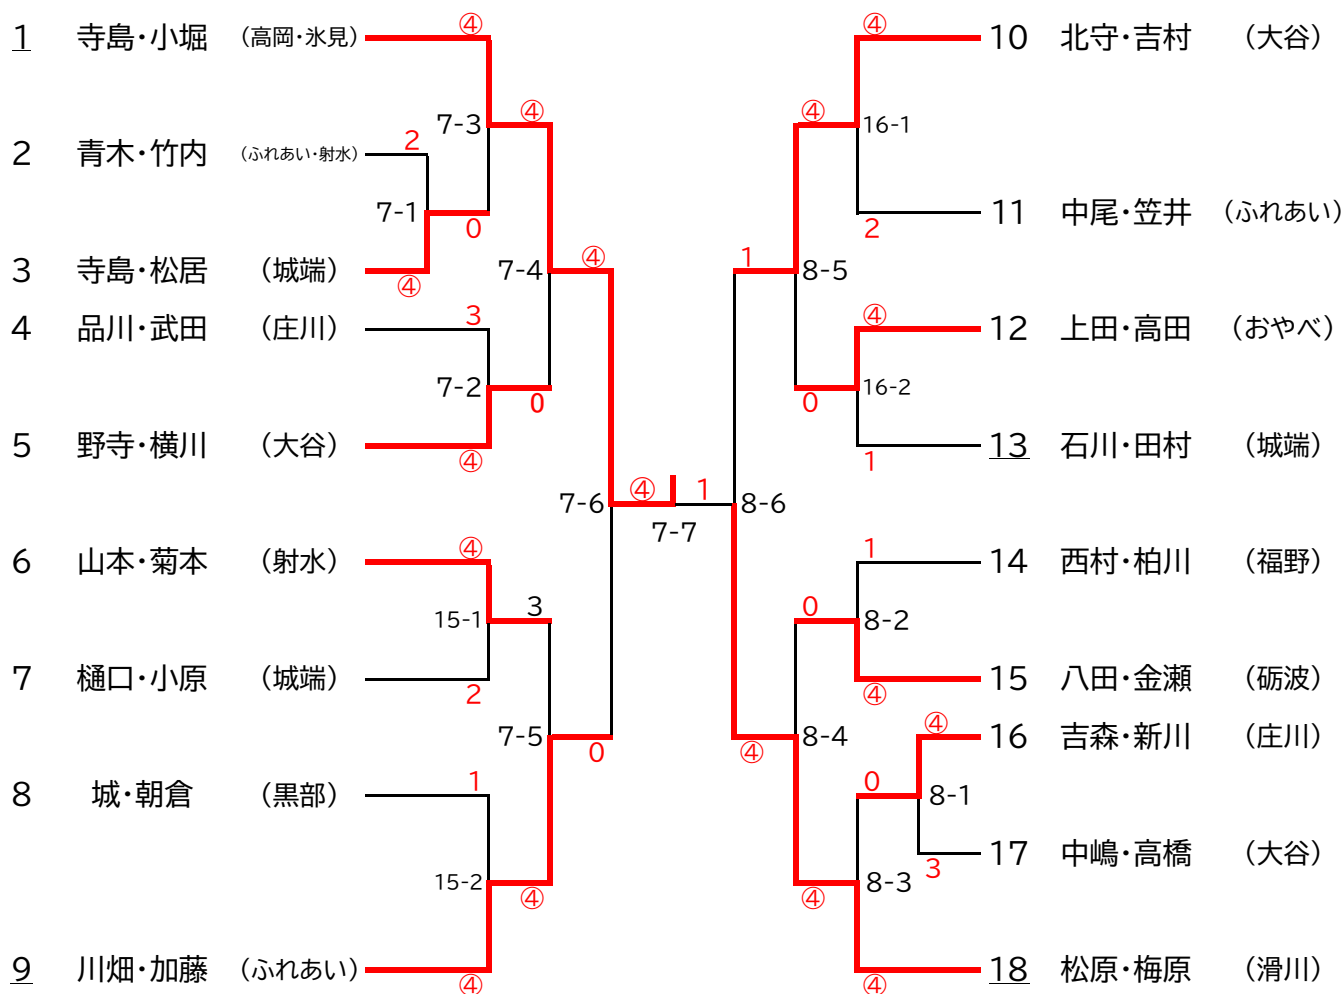 1 寺島・小堀 （高岡・氷見） ④
④ 10 北守・吉村 （大谷）
7-3 ④
④ 16-1
2 青木・竹内 （ふれあい・射水） 2
7-1 0
2 11 中尾・笠井 （ふれあい）
3 寺島・松居 （城端） ④
7-4 ④
1 8-5
4 品川・武田 （庄川） 3
④ 12 上田・高田 （おやべ）
7-2 0
0 16-2
5 野寺・横川 （大谷） ④
1 13 石川・田村 （城端）
7-6 ④ 1 8-6
7-7
6 山本・菊本 （射水） ④
1 14 西村・柏川 （福野）
15-1 3
0 8-2
7 樋口・小原 （城端） 2
④ 15 八田・金瀬 （砺波）
7-5 0
④ 8-4
④ 16 吉森・新川 （庄川）
8 城・朝倉 （黒部） 1
0 8-1
3 17 中嶋・高橋 （大谷）
15-2 ④
④ 8-3
9 川畑・加藤 （ふれあい） ④
④ 18 松原・梅原 （滑川）